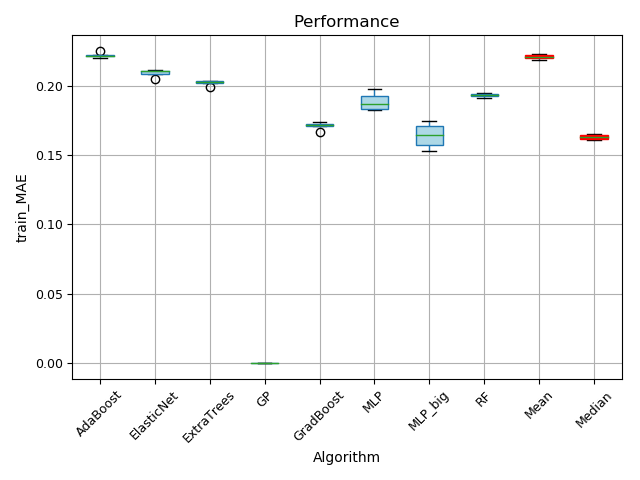 Performance
train_MAE
0.20
0.15
0.10
0.05
0.00
AdaBoost
ElasticNet
ExtraTrees
GP
GradBoost
MLP
MLP_big
RF
Mean
Median
Algorithm